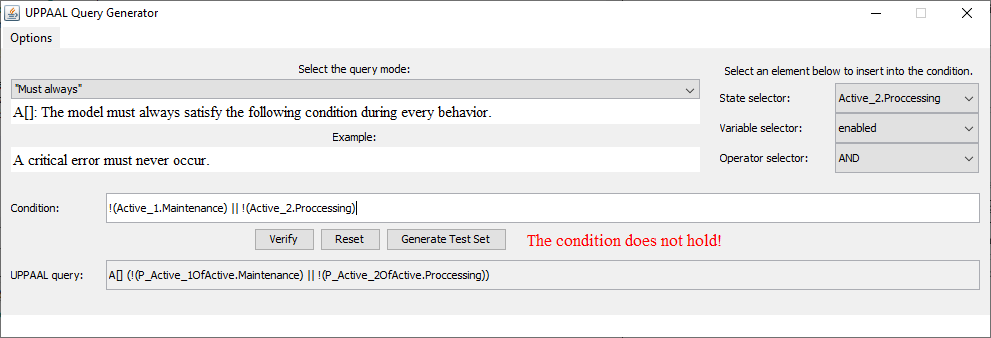 UPPAAL Query Generator
Options
Select the query mode:
"Must always"
A[]: The model must always satisfy the following condition during every behavior.
Example:
A critical error must never occur.
Select an element below to insert into the condition.
State selector: Active_2.Proccessing
Variable selector: enabled
Operator selector: AND
Condition: !(Active_1.Maintenance) || !(Active_2.Proccessing)
Verify Reset Generate Test Set The condition does not hold!
UPPAAL query: A[] (!(P_Active_1OfActive.Maintenance) || !(P_Active_2OfActive.Proccessing))